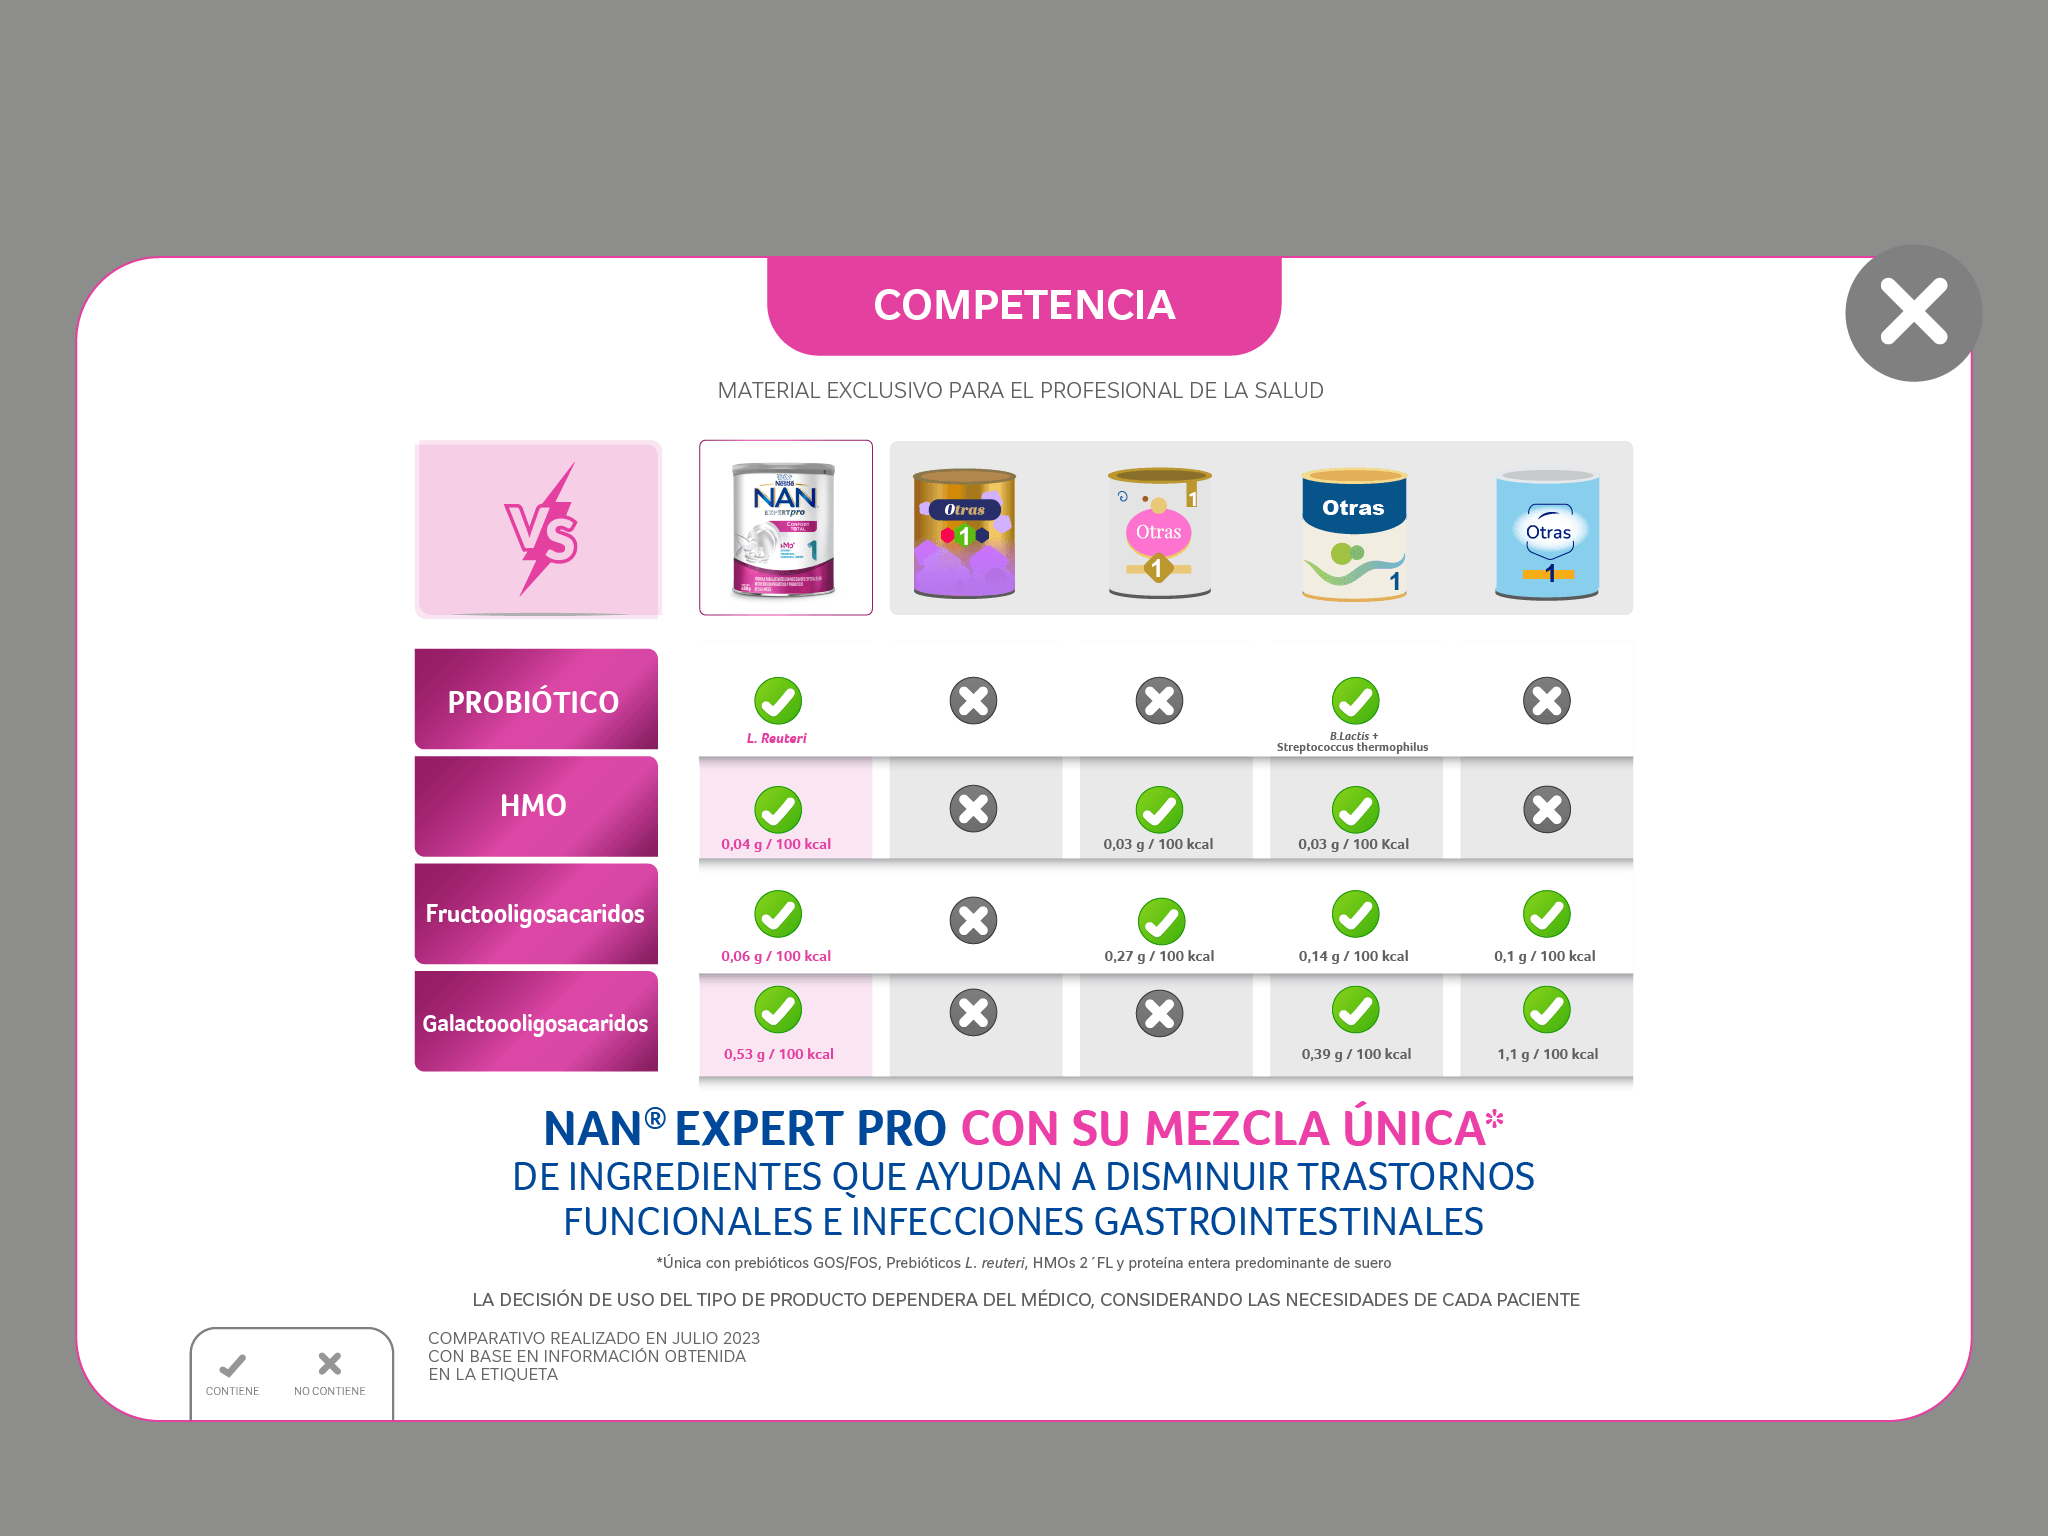 COMPETENCIA
MATERIAL EXCLUSIVO PARA EL PROFESIONAL DE LA SALUD
VS
Nestlé
NAN
EXPERTpro
CONFORT TOTAL
HMO
1
Otras
1
1
Otras
1
Otras
1
Otras
1
PROBIÓTICO
L. Reuteri
B.Lactis +
Streptococcus thermophilus
HMO
0,04 g / 100 kcal
0,03 g / 100 kcal
0,03 g / 100 Kcal
Fructooligosacaridos
0,06 g / 100 kcal
0,27 g / 100 kcal
0,14 g / 100 kcal
0,1 g / 100 kcal
Galactoooligosacaridos
0,53 g / 100 kcal
0,39 g / 100 kcal
1,1 g / 100 kcal
NAN® EXPERT PRO CON SU MEZCLA ÚNICA*
DE INGREDIENTES QUE AYUDAN A DISMINUIR TRASTORNOS
FUNCIONALES E INFECCIONES GASTROINTESTINALES
*Única con prebióticos GOS/FOS, Prebióticos L. reuteri, HMOs 2´FL y proteína entera predominante de suero
LA DECISIÓN DE USO DEL TIPO DE PRODUCTO DEPENDERA DEL MÉDICO, CONSIDERANDO LAS NECESIDADES DE CADA PACIENTE
COMPARATIVO REALIZADO EN JULIO 2023
CON BASE EN INFORMACIÓN OBTENIDA
EN LA ETIQUETA
CONTIENE
NO CONTIENE